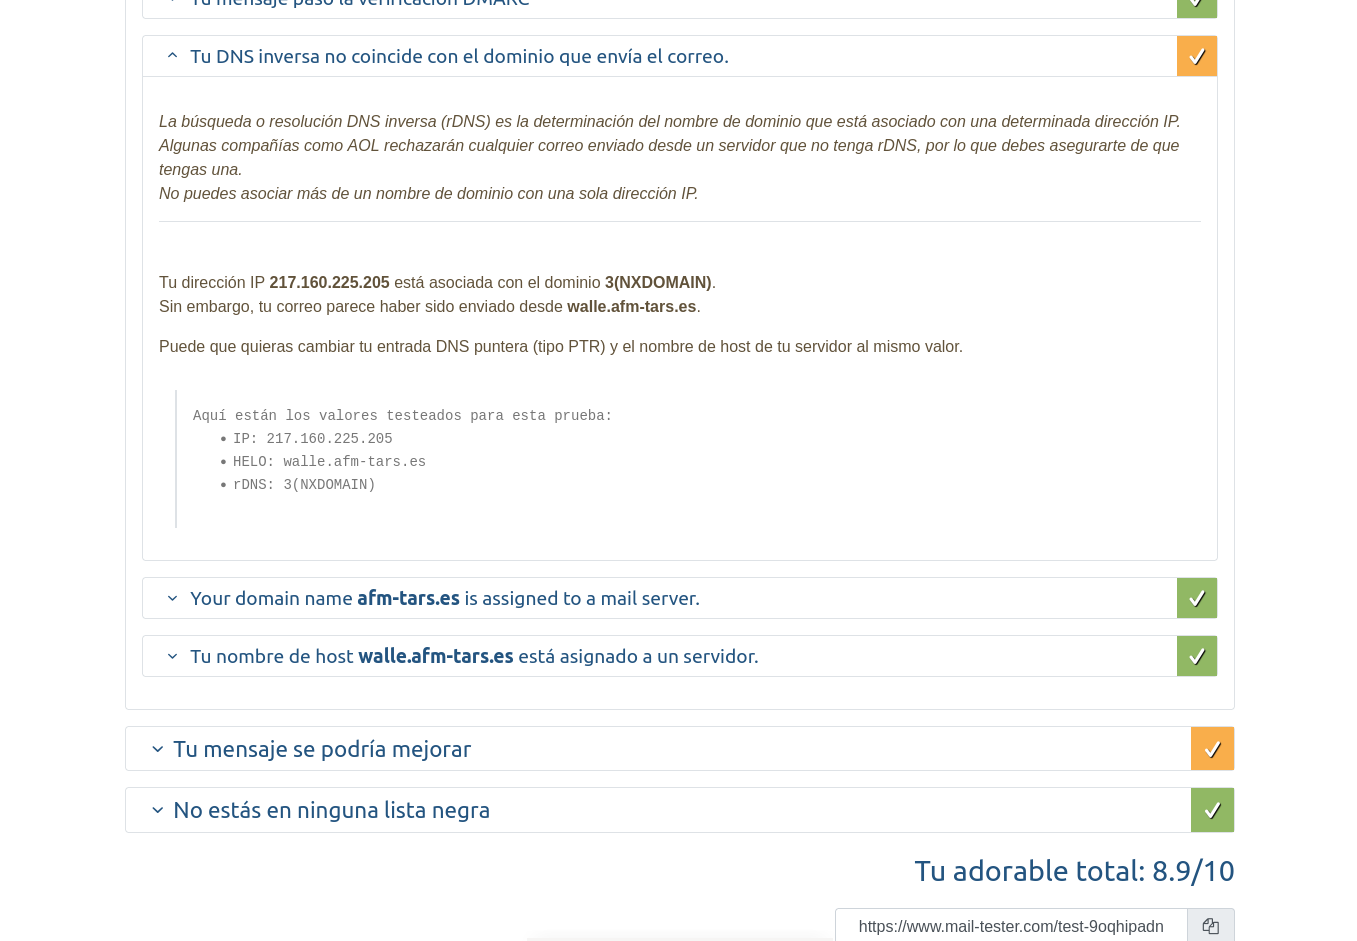 Tu mensaje pasó la verificación DMARC
Tu DNS inversa no coincide con el dominio que envía el correo.
La búsqueda o resolución DNS inversa (rDNS) es la determinación del nombre de dominio que está asociado con una determinada dirección IP.
Algunas compañías como AOL rechazarán cualquier correo enviado desde un servidor que no tenga rDNS, por lo que debes asegurarte de que
tengas una.
No puedes asociar más de un nombre de dominio con una sola dirección IP.
Tu dirección IP 217.160.225.205 está asociada con el dominio 3(NXDOMAIN).
Sin embargo, tu correo parece haber sido enviado desde walle.afm-tars.es.
Puede que quieras cambiar tu entrada DNS puntera (tipo PTR) y el nombre de host de tu servidor al mismo valor.
Aquí están los valores testeados para esta prueba:
• IP: 217.160.225.205
• HELO: walle.afm-tars.es
• rDNS: 3(NXDOMAIN)
Your domain name afm-tars.es is assigned to a mail server.
Tu nombre de host walle.afm-tars.es está asignado a un servidor.
Tu mensaje se podría mejorar
No estás en ninguna lista negra
Tu adorable total: 8.9/10
https://www.mail-tester.com/test-9oqhipadn